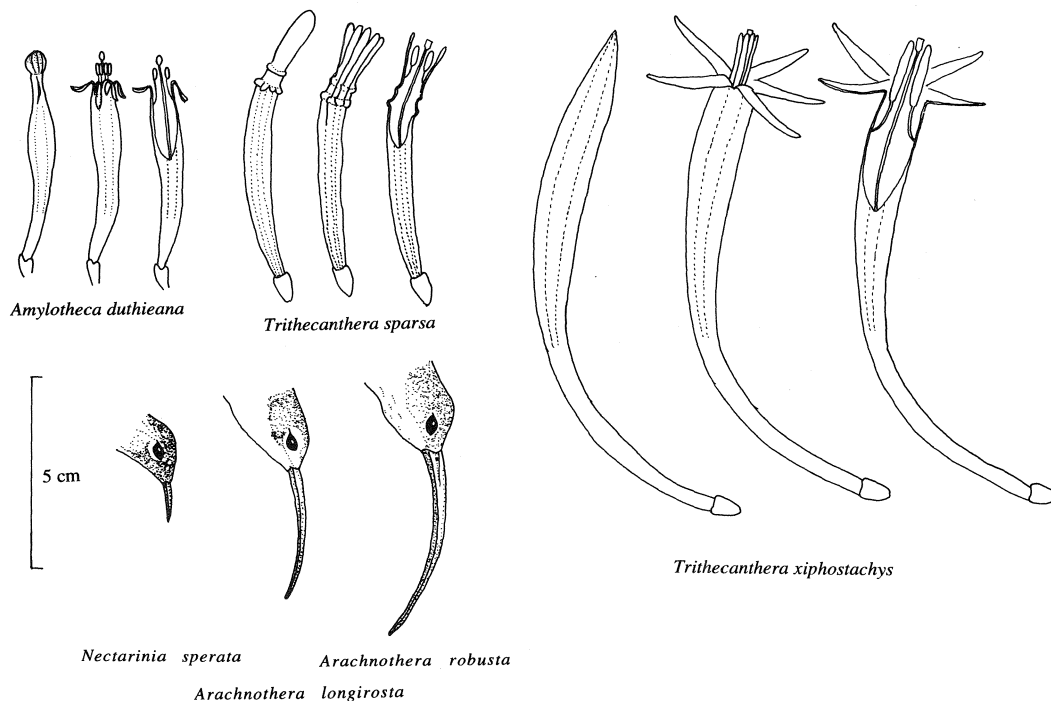 Amylotheca duthieana
Trithecanthera sparsa
5 cm
Trithecanthera xiphostachys
Nectarinia sperata
Arachnothera robusta
Arachnothera longirosta